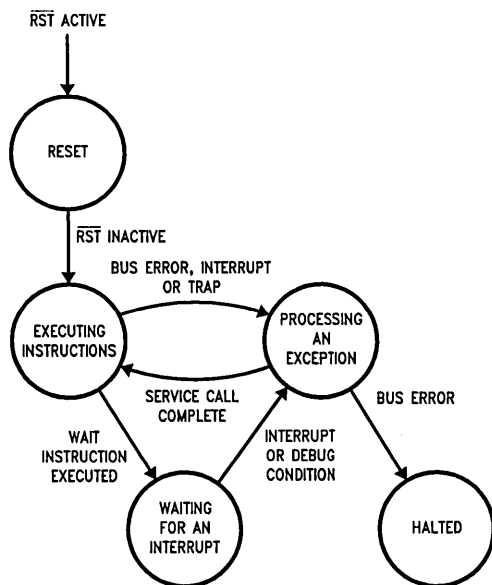 RST ACTIVE
RESET
RST INACTIVE
BUS ERROR, INTERRUPT
OR TRAP
EXECUTING
INSTRUCTIONS
PROCESSING
AN
EXCEPTION
SERVICE CALL
COMPLETE
BUS ERROR
WAIT
INSTRUCTION
EXECUTED
INTERRUPT
OR DEBUG
CONDITION
WAITING
FOR AN
INTERRUPT
HALTED